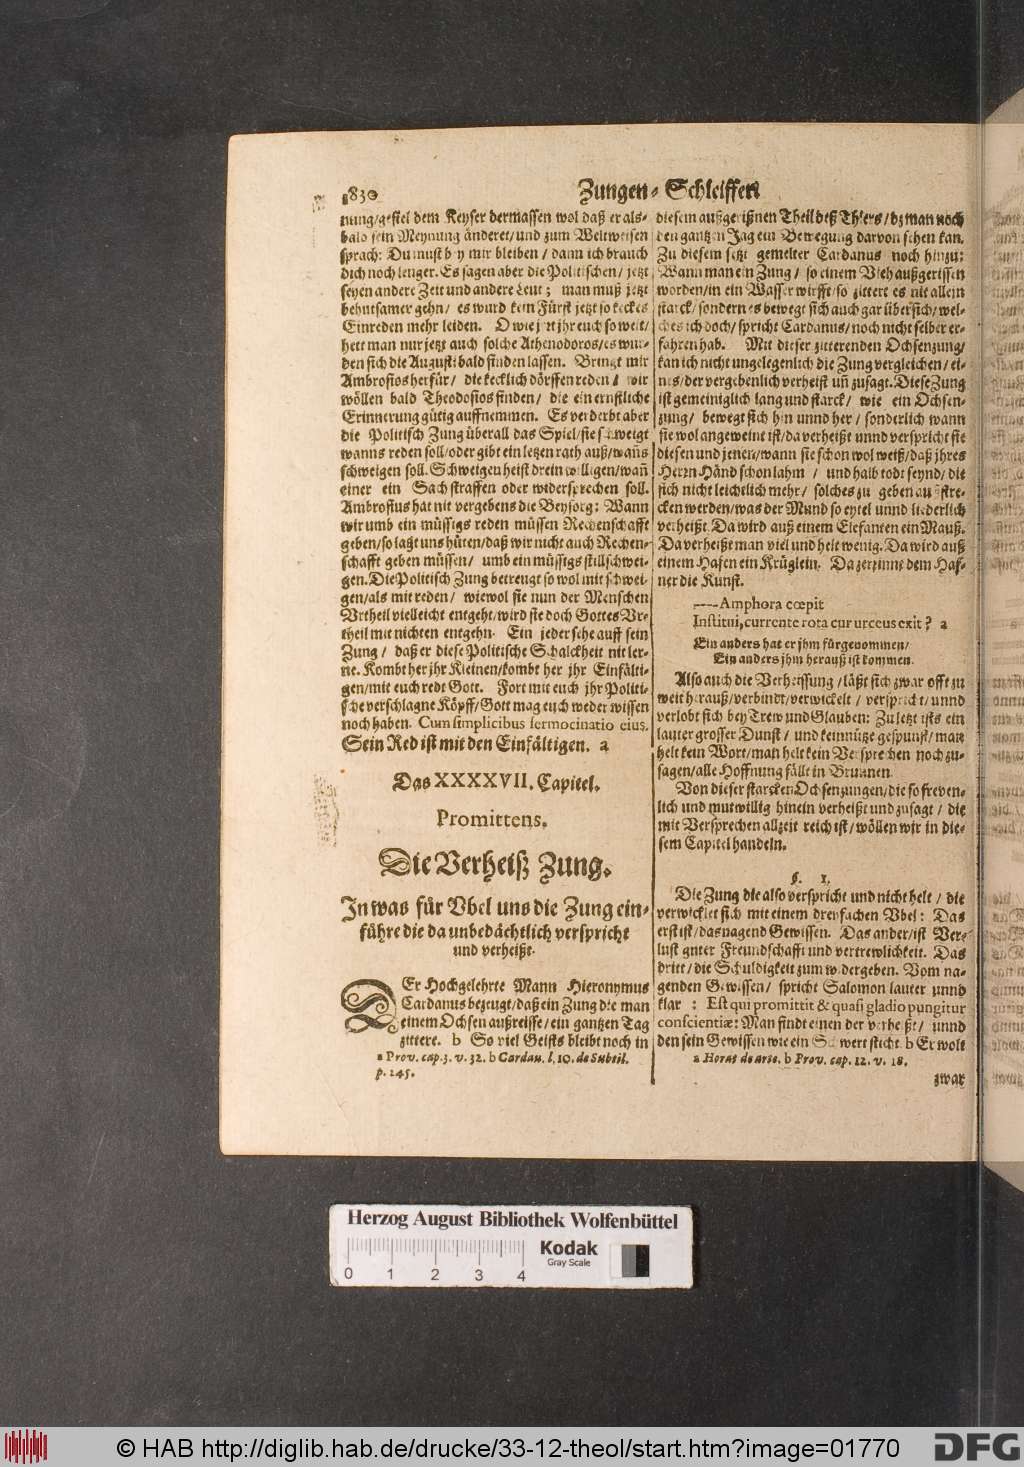 830
Zungen-Schleiffer
nung/gefiel dem Keyser dermassen wol daß er als-
bald sein Meynung änderet/und zum Weltweisen
sprach: Du must bey mir bleiben/ dann ich brauch
dich noch lenger. Es sagen aber die Politischen/ jetzt
seyen andere Zeit und andere Leut; man muß jetzt
behutsamer gehn/ es wurd kein Fürst jetzt so keckes
Einreden mehr leiden. O wie jrrt jhr euch so weit/
hett man nur jetzt auch solche Athenodoros/es wur-
den sich die Augusti bald finden lassen. Bringt mir
Ambrosios herfür/ die kecklich dörffen reden/ wir
wöllen bald Theodosios finden/ die ein ernstliche
Erinnerung gütig auffnemmen. Es verderbt aber
die Politisch Zung überall das Spiel/sie schweigt
wanns reden soll/oder gibt ein letzen rath auß/wañs
schweigen soll. Schweigen heist drein willigen/wañ
einer ein Sach straffen oder widersprechen soll.
Ambrosius hat nit vergebens die Beysorg: Wann
wir umb ein müssigs reden müssen Rechenschafft
geben/so laßt uns hüten/daß wir nicht auch Rechen-
schafft geben müssen/ umb ein müssigs stillschwei-
gen. Die Politisch Zung betreugt so wol mit schwei-
gen/als mit reden/ wiewol sie nun der Menschen
Urtheil vielleicht entgeht/wird sie doch Gottes Ur-
theil mit nichten entgehn. Ein jeder sehe auff sein
Zung/ daß er diese Politische Schalckheit nit ler-
ne. Kombt her jhr Kleinen/kombt her jhr Einfälti-
gen/mit euch redt Gott. Fort mit euch jhr Politi-
sche verschlagne Köpff/Gott mag euch weder wissen
noch haben. Cum simplicibus sermocinatio eius.
Sein Red ist mit den Einfältigen. a
Das XXXXVII. Capitel.
Promittens.
Die Verheiß Zung.
In was für Ubel uns die Zung ein-
führe die da unbedächtlich verspricht
und verheißt.
DEr Hochgelehrte Mann Hieronymus
Cardanus bezeugt/daß ein Zung die man
einem Ochsen außreisse/ein gantzen Tag
zittere. b So viel Geists bleibt noch in
a Prov. cap. 3. v. 32. b Cardan. l. 10. de Subtil.
p. 245.
diesem außgerißnen Theil deß Thiers/dz man noch
den gantzen Tag ein Bewegung darvon sehen kan.
Zu diesem setzt gemelter Cardanus noch hinzu:
Wann man ein Zung/ so einem Vieh außgerissen
worden/in ein Wasser wirfft/so zittert es nit allein
starck/sondern es bewegt sich auch gar übersich/wel-
ches ich doch/spricht Cardanus/noch nicht selber er-
fahren hab. Mit dieser zitterenden Ochsenzung/
kan ich nicht ungelegenlich die Zung vergleichen/ei-
nes/der vergebenlich verheist uñ zusagt. Diese Zung
ist gemeiniglich lang und starck/ wie ein Ochsen-
zung/ bewegt sich hin unnd her/ sonderlich wann
sie wol angeweint ist/da verheißt unnd verspricht sie
diesen und jenen/wann sie schon wol weiß/daß jhres
Herrn Händ schon lahm/ und halb todt seynd/die
sich nicht leichtlich mehr/ solches zu geben außstre-
cken werden/was der Mund so eytel unnd liederlich
verheißt. Da wird auß einem Elefanten ein Mauß.
Da verheißt man viel und helt wenig. Da wird auß
einem Hafen ein Krüglein. Da zerzinnt dem Haf-
ner die Kunst.
---- Amphora cœpit
Institui, currente rota cur urceus exit? a
Ein anders hat er jhm fürgenommen/
Ein anders jhm herauß ist kommen.
Also auch die Verheissung/läßt sich zwar offt zu
weit herauß/verbindt/verwickelt/ verspricht/unnd
verlobt sich bey Trew und Glauben: Zu letzt ists ein
lauter grosser Dunst/ und keinnütze gespunst/man
helt kein Wort/man helt kein Versprechen noch zu-
sagen/alle Hoffnung fällt in Brunnen.
Von dieser starcken Ochsenzungen/die so freven-
lich und mutwillig hinein verheißt und zusagt/ die
mit Versprechen allzeit reich ist/wöllen wir in die-
sem Capitel handeln.
§. 1.
Die Zung die also verspricht und nicht helt/ die
verwicklet sich mit einem dreyfachen Ubel: Das
erst ist/das nagend Gewissen. Das ander/ist Ver-
lust guter Freundschafft und vertrewlichkeit. Das
dritt/die Schuldigkeit zum widergeben. Vom na-
genden Gewissen/ spricht Salomon lauter unnd
klar: Est qui promittit & quasi gladio pungitur
conscientiæ: Man findt einen der verheißt/ unnd
den sein Gewissen wie ein Schwert sticht. b Er wolt
a Horat de arte. b Prov. cap. 12. v. 18.
zwar
Herzog August Bibliothek Wolfenbüttel
0 1 2 3 4
Kodak
Gray Scale
© HAB http://diglib.hab.de/drucke/33-12-theol/start.htm?image=01770
DFG